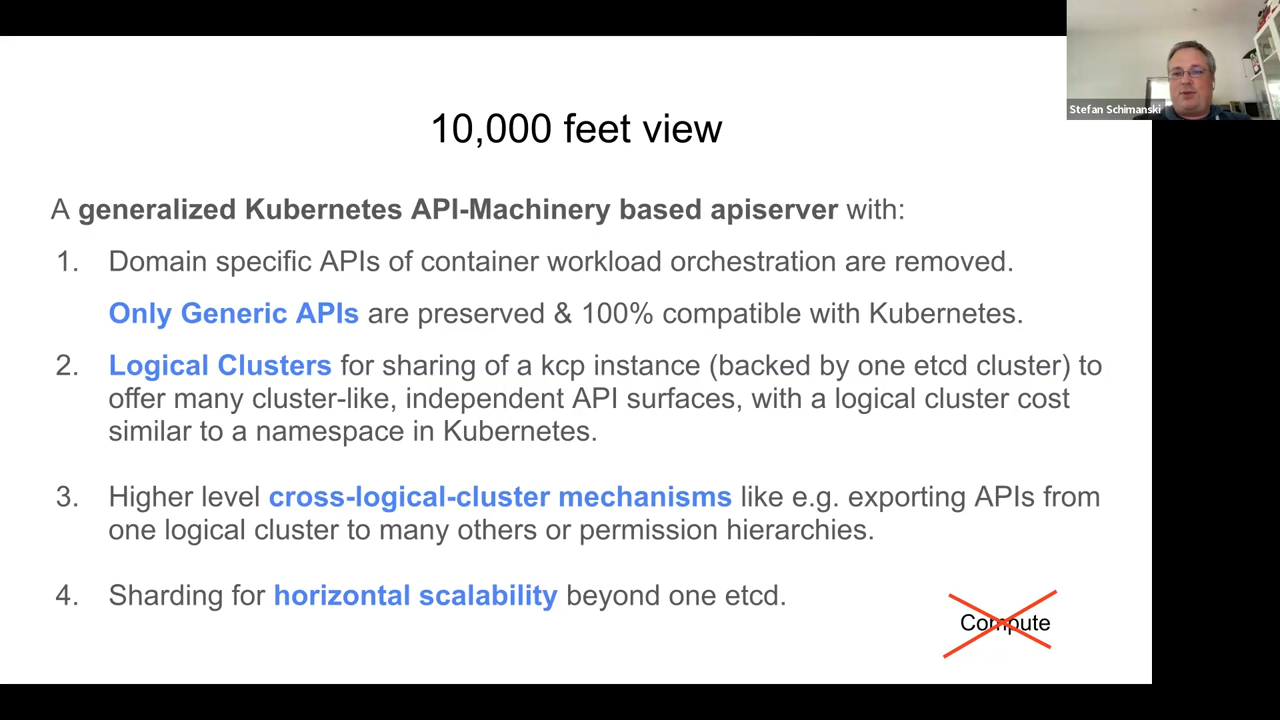 Stefan Schimanski
10,000 feet view
A generalized Kubernetes API-Machinery based apiserver with:
1. Domain specific APIs of container workload orchestration are removed.
Only Generic APIs are preserved & 100% compatible with Kubernetes.
2. Logical Clusters for sharing of a kcp instance (backed by one etcd cluster) to
offer many cluster-like, independent API surfaces, with a logical cluster cost
similar to a namespace in Kubernetes.
3. Higher level cross-logical-cluster mechanisms like e.g. exporting APIs from
one logical cluster to many others or permission hierarchies.
4. Sharding for horizontal scalability beyond one etcd.
Compute